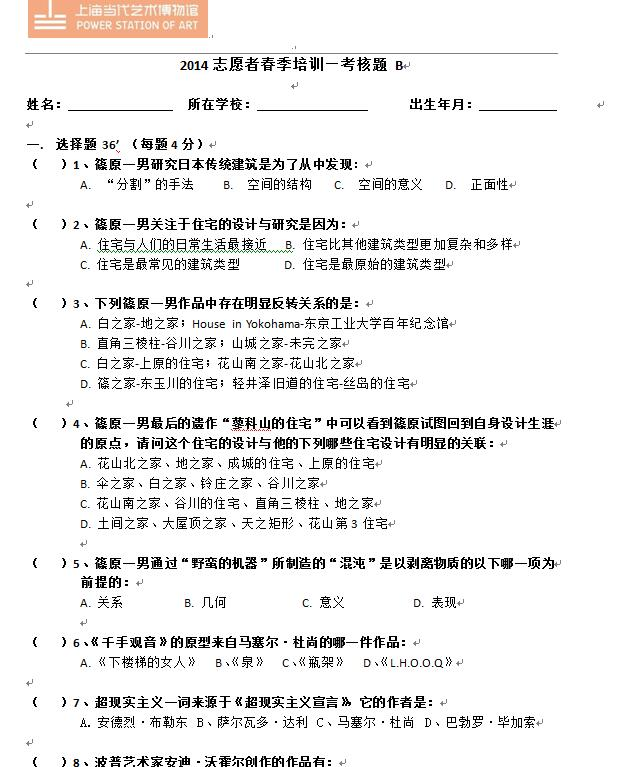 上海当代艺术博物馆
POWER STATION OF ART
2014 志愿者春季培训—考核题 B
姓名：______________ 所在学校：____________________ 出生年月：______________
一. 选择题 36′（每题 4 分）
（ ）1、篠原一男研究日本传统建筑是为了从中发现：
A. “分割”的手法 B. 空间的结构 C. 空间的意义 D. 正面性
（ ）2、篠原一男关注于住宅的设计与研究是因为：
A. 住宅与人们的日常生活最接近 B. 住宅比其他建筑类型更加复杂和多样
C. 住宅是最常见的建筑类型 D. 住宅是最原始的建筑类型
（ ）3、下列篠原一男作品中存在明显反转关系的是：
A. 白之家-地之家；House in Yokohama-东京工业大学百年纪念馆
B. 直角三棱柱-谷川之家；山城之家-未完之家
C. 白之家-上原的住宅；花山南之家-花山北之家
D. 篠之家-东玉川的住宅；轻井泽旧道的住宅-丝岛的住宅
（ ）4、篠原一男最后的遗作“蓼科山的住宅”中可以看到篠原试图回到自身设计生涯
的原点，请问这个住宅的设计与他的下列哪些住宅设计有明显的关联：
A. 花山北之家、地之家、成城的住宅、上原的住宅
B. 伞之家、白之家、铃庄之家、谷川之家
C. 花山南之家、谷川的住宅、直角三棱柱、地之家
D. 土间之家、大屋顶之家、天之矩形、花山第 3 住宅
（ ）5、篠原一男通过“野蛮的机器”所制造的“混沌”是以剥离物质的以下哪一项为
前提的：
A. 关系 B. 几何 C. 意义 D. 表现
（ ）6、《千手观音》的原型来自马塞尔·杜尚的哪一件作品：
A.《下楼梯的女人》 B、《泉》 C、《瓶架》 D、《L.H.O.O.Q》
（ ）7、超现实主义一词来源于《超现实主义宣言》，它的作者是：
A. 安德烈·布勒东 B、萨尔瓦多·达利 C、马塞尔·杜尚 D、巴勃罗·毕加索
（ ）8、波普艺术家安迪·沃霍尔创作的作品有：